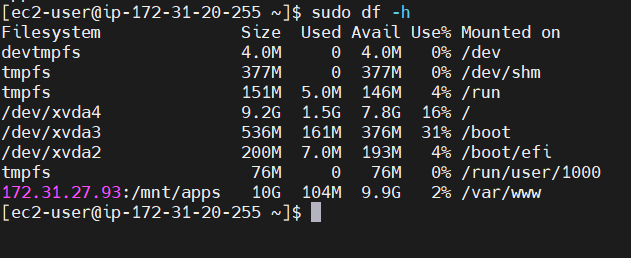 [ec2-user@ip-172-31-20-255 ~]$ sudo df -h
Filesystem Size Used Avail Use% Mounted on
devtmpfs 4.0M 0 4.0M 0% /dev
tmpfs 377M 0 377M 0% /dev/shm
tmpfs 151M 5.0M 146M 4% /run
/dev/xvda4 9.2G 1.5G 7.8G 16% /
/dev/xvda3 536M 161M 376M 31% /boot
/dev/xvda2 200M 7.0M 193M 4% /boot/efi
tmpfs 76M 0 76M 0% /run/user/1000
172.31.27.93:/mnt/apps 10G 104M 9.9G 2% /var/www
[ec2-user@ip-172-31-20-255 ~]$